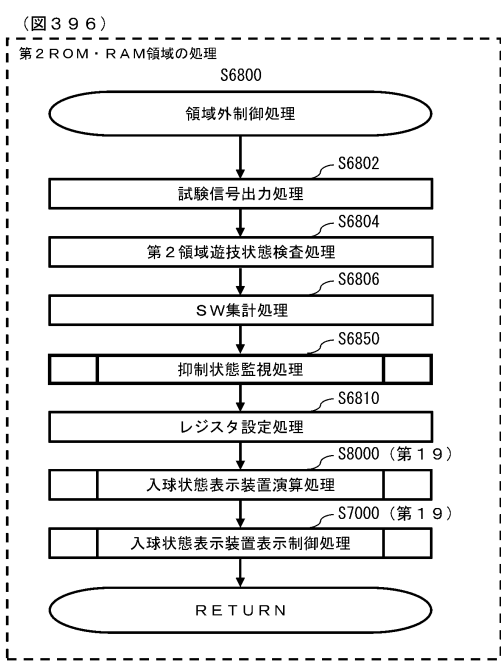 （図３９６）
第２ＲＯＭ・ＲＡＭ領域の処理
S6800
領域外制御処理
S6802
試験信号出力処理
S6804
第２領域遊技状態検査処理
S6806
ＳＷ集計処理
S6850
抑制状態監視処理
S6810
レジスタ設定処理
S8000（第１９）
入球状態表示装置演算処理
S7000（第１９）
入球状態表示装置表示制御処理
ＲＥＴＵＲＮ